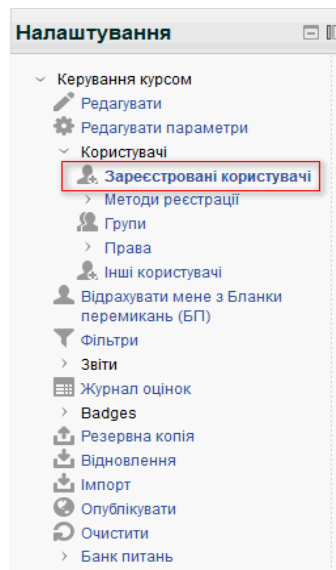 Налаштування
Керування курсом
Редагувати
Редагувати параметри
Користувачі
Зареєстровані користувачі
Методи реєстрації
Групи
Права
Інші користувачі
Відрахувати мене з Бланки
перемикань (БП)
Фільтри
Звіти
Журнал оцінок
Badges
Резервна копія
Відновлення
Імпорт
Опублікувати
Очистити
Банк питань